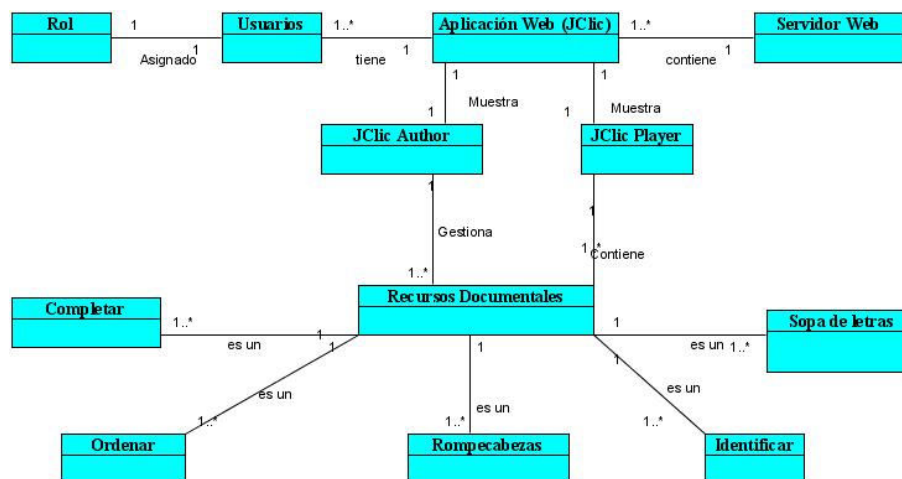 Rol
1
1
Asignado
Usuarios
1..*
1
tiene
Aplicación Web (JClic)
1..*
1
contiene
Servidor Web
1
1
Muestra
1
1
Muestra
JClic Author
JClic Player
1
Gestiona
1..*
1
1..*
Contiene
Recursos Documentales
Completar
1..*
1
es un
Sopa de letras
1
es un
1..*
1
es un
1..*
Ordenar
1
es un
1..*
Rompecabezas
1
es un
1..*
Identificar